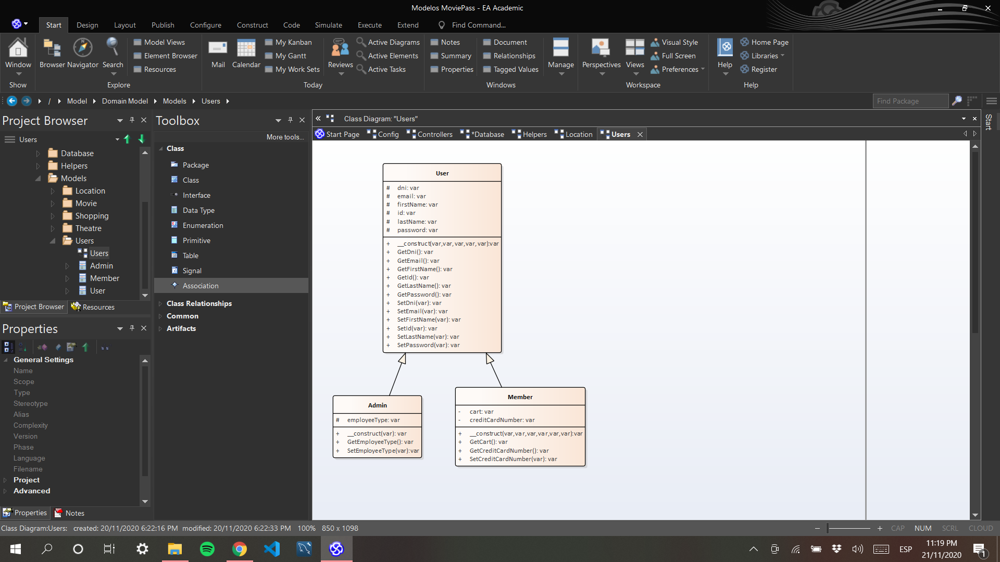 Modelos MoviePass - EA Academic
Start
Design
Layout
Publish
Configure
Construct
Code
Simulate
Execute
Extend
Find Command...
Window
Show
Browser
Navigator
Search
Model Views
Element Browser
Resources
Explore
Mail
Calendar
My Kanban
My Gantt
My Work Sets
Reviews
Active Diagrams
Active Elements
Active Tasks
Today
Notes
Summary
Properties
Document
Relationships
Tagged Values
Windows
Manage
Perspectives
Views
Visual Style
Full Screen
Preferences
Workspace
Help
Home Page
Libraries
Register
Help
/ Model Domain Model Models Users
Find Package
Project Browser
Users
Database
Helpers
Models
Location
Movie
Shopping
Theatre
Users
Users
Admin
Member
User
Project Browser
Resources
Properties
General Settings
Name
Scope
Type
Stereotype
Alias
Complexity
Version
Phase
Language
Filename
Project
Advanced
Properties
Notes
Toolbox
More tools...
Class
Package
Class
Interface
Data Type
Enumeration
Primitive
Table
Signal
Association
Class Relationships
Common
Artifacts
Class Diagram: "Users"
Start Page
Config
Controllers
*Database
Helpers
Location
Users
Start
User
# dni: var
# email: var
# firstName: var
# id: var
# lastName: var
# password: var
+ __construct(var,var,var,var,var):var
+ GetDni(): var
+ GetEmail(): var
+ GetFirstName(): var
+ GetId(): var
+ GetLastName(): var
+ GetPassword(): var
+ SetDni(var): var
+ SetEmail(var): var
+ SetFirstName(var): var
+ SetId(var): var
+ SetLastName(var): var
+ SetPassword(var): var
Admin
# employeeType: var
+ __construct(var): var
+ GetEmployeeType(): var
+ SetEmployeeType(var):var
Member
- cart: var
- creditCardNumber: var
+ __construct(var,var,var,var,var,var):var
+ GetCart(): var
+ GetCreditCardNumber(): var
+ SetCreditCardNumber(var): var
Class Diagram:Users: created: 20/11/2020 6:22:16 PM modified: 20/11/2020 6:22:33 PM 100% 850 x 1098
CAP NUM SCRL CLOUD
ESP
11:19 PM
21/11/2020
1